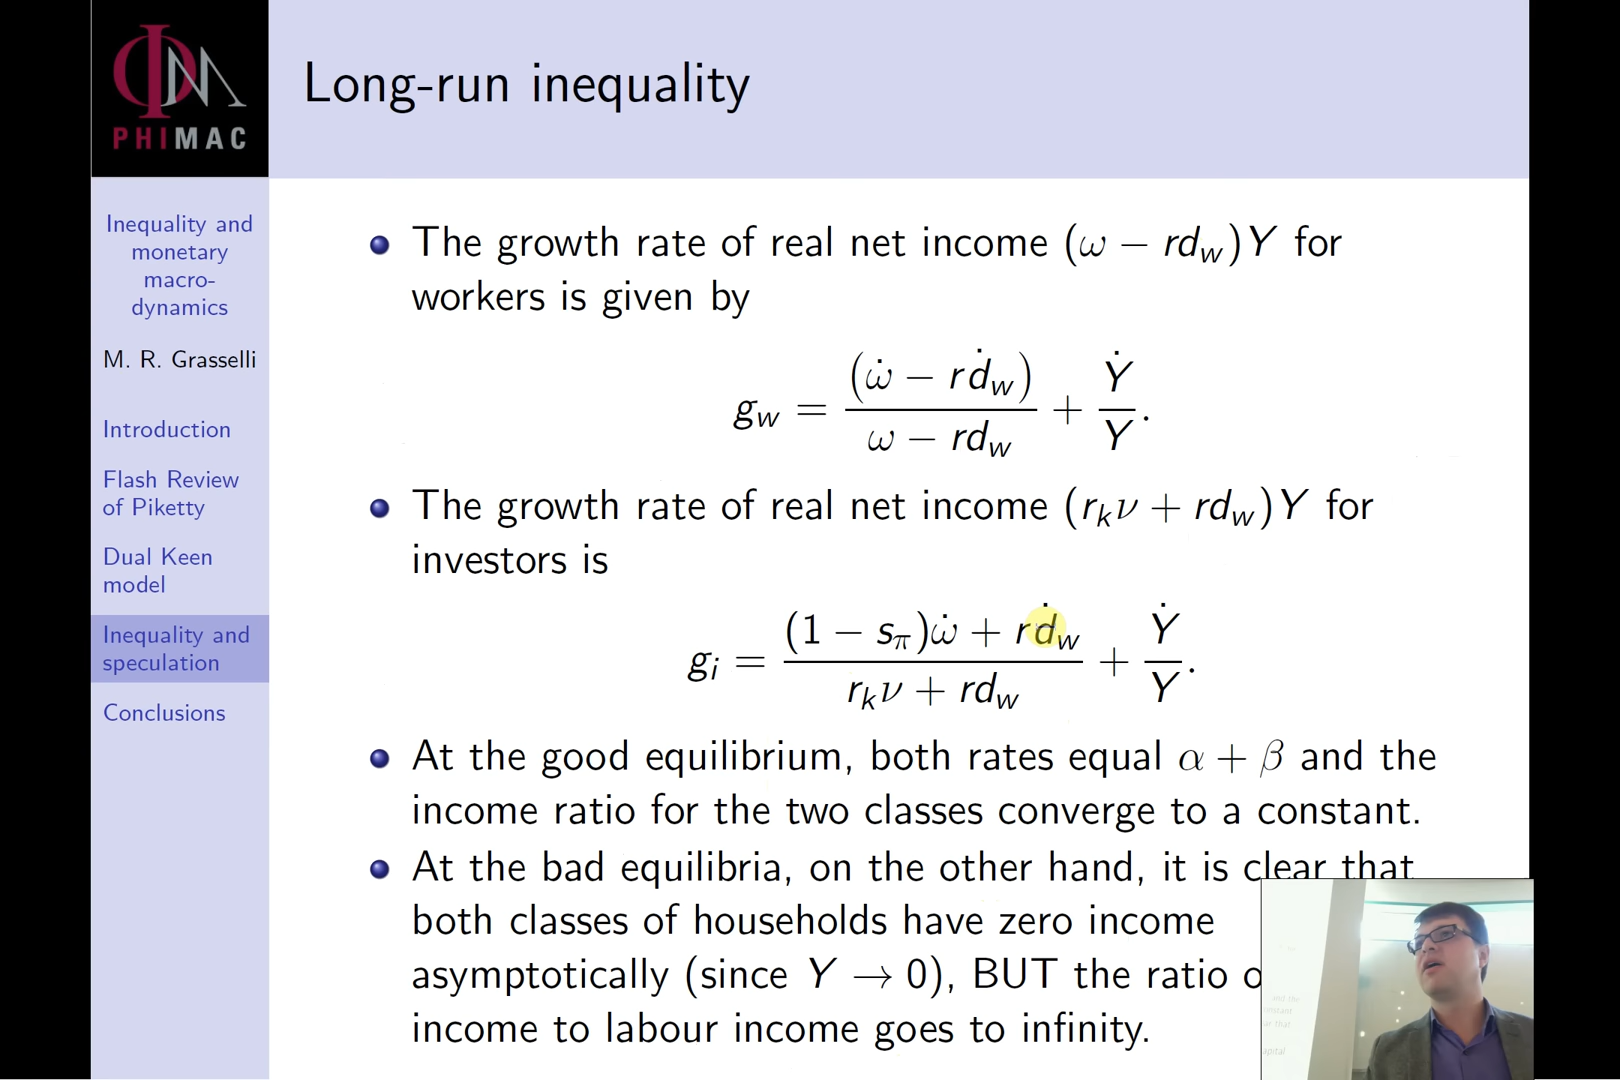 PHIMAC
Long-run inequality
Inequality and
monetary
macro-
dynamics
M. R. Grasselli
Introduction
Flash Review
of Piketty
Dual Keen
model
Inequality and
speculation
Conclusions
The growth rate of real net income (ω − rd_w)Y for
workers is given by
g_w = (ω̇ − rḋ_w) / (ω − rd_w) + Ẏ/Y.
The growth rate of real net income (r_kν + rd_w)Y for
investors is
g_i = ((1 − s_π)ω̇ + rḋ_w) / (r_kν + rd_w) + Ẏ/Y.
At the good equilibrium, both rates equal α + β and the
income ratio for the two classes converge to a constant.
At the bad equilibria, on the other hand, it is clear that
both classes of households have zero income
asymptotically (since Y → 0), BUT the ratio
income to labour income goes to infinity.